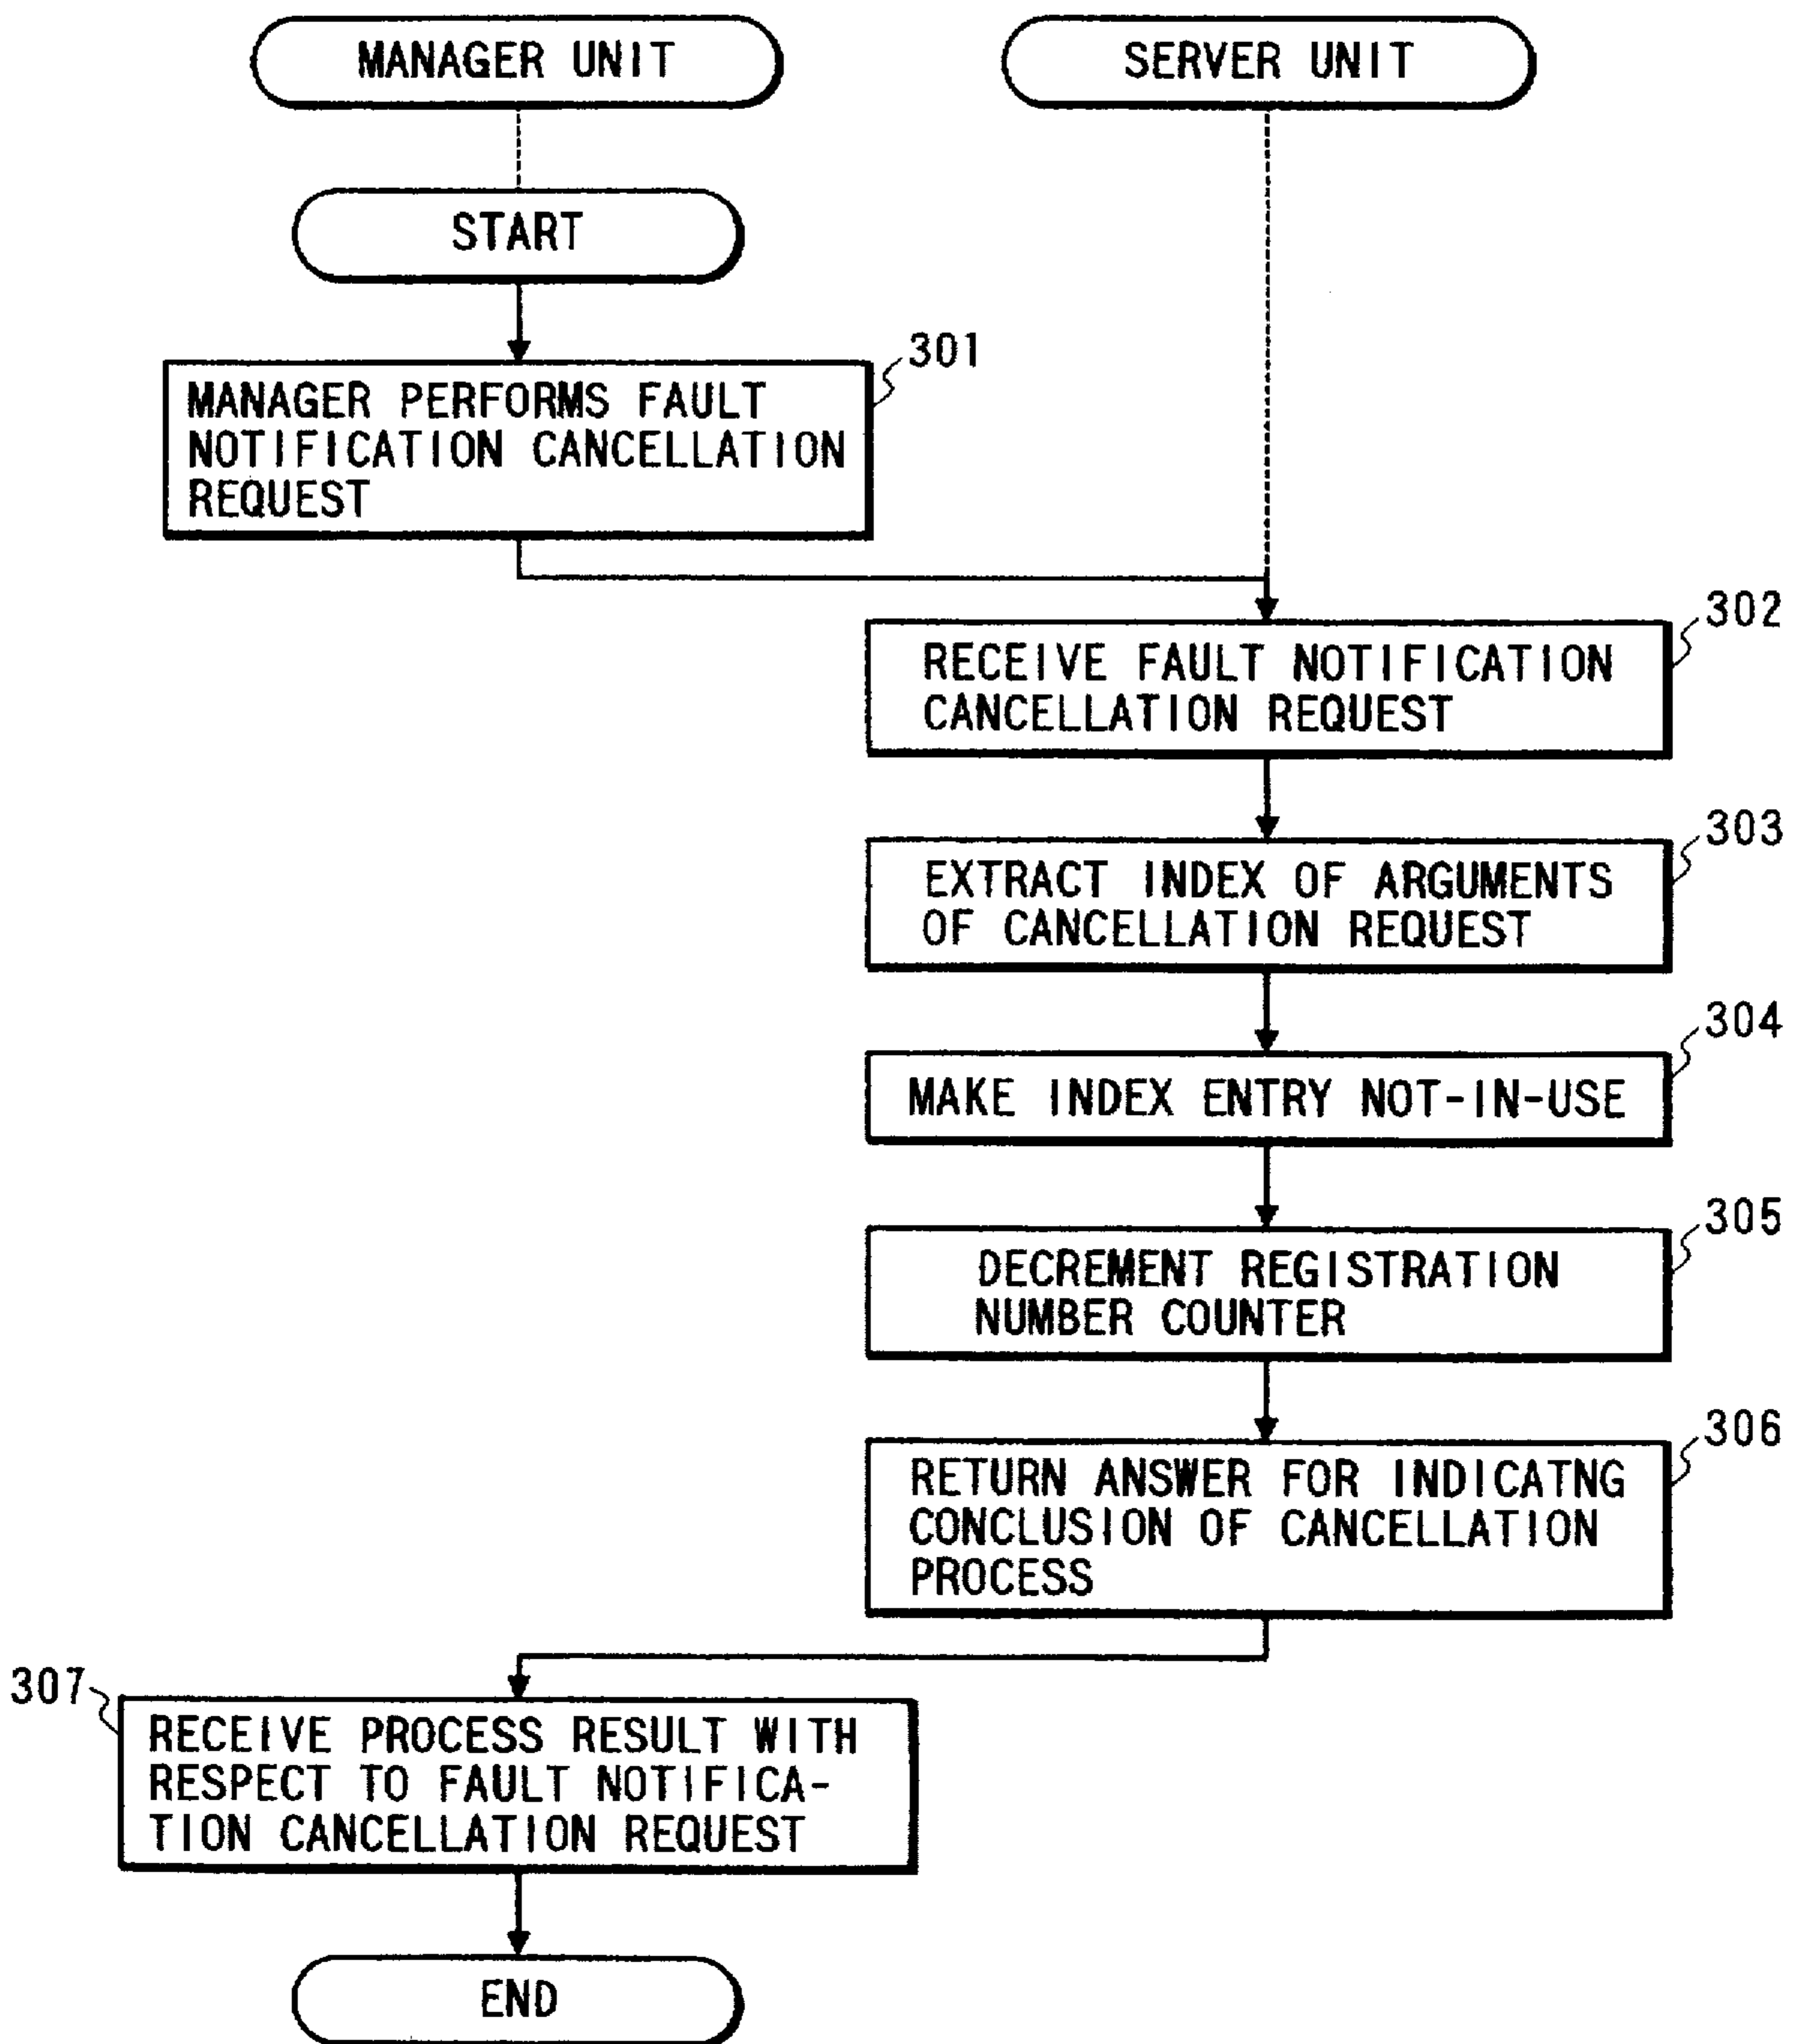 MANAGER UNIT
SERVER UNIT
START
301
MANAGER PERFORMS FAULT
NOTIFICATION CANCELLATION
REQUEST
302
RECEIVE FAULT NOTIFICATION
CANCELLATION REQUEST
303
EXTRACT INDEX OF ARGUMENTS
OF CANCELLATION REQUEST
304
MAKE INDEX ENTRY NOT-IN-USE
305
DECREMENT REGISTRATION
NUMBER COUNTER
306
RETURN ANSWER FOR INDICATNG
CONCLUSION OF CANCELLATION
PROCESS
307
RECEIVE PROCESS RESULT WITH
RESPECT TO FAULT NOTIFICA-
TION CANCELLATION REQUEST
END